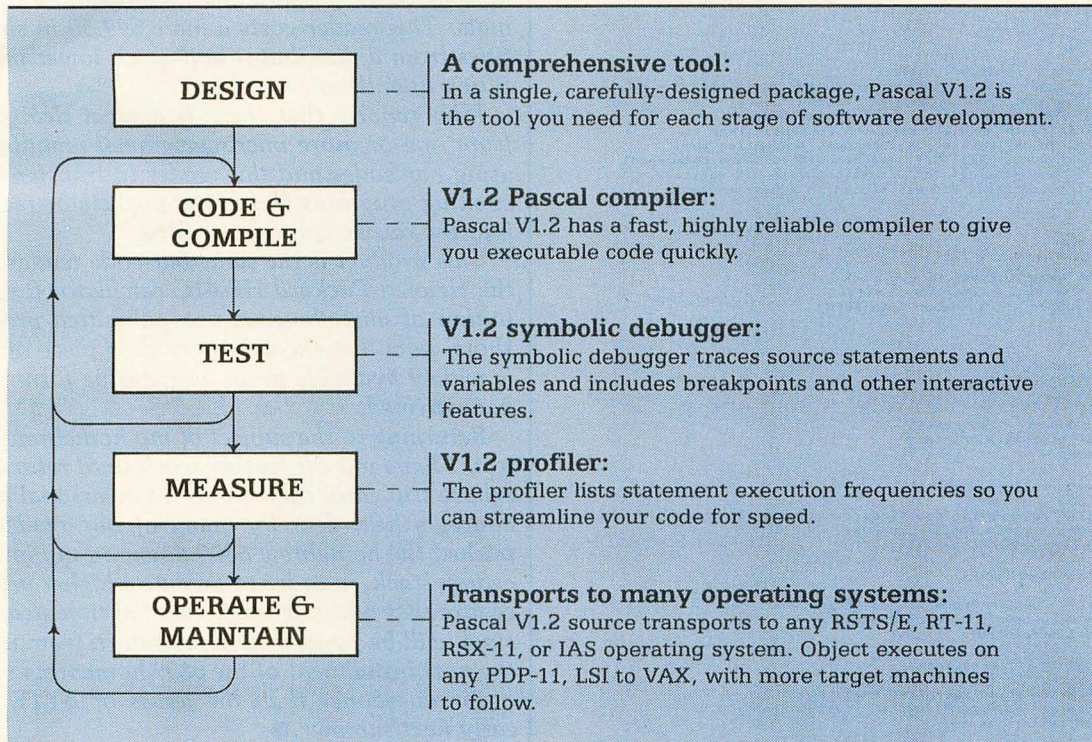 DESIGN
A comprehensive tool:
In a single, carefully-designed package, Pascal V1.2 is
the tool you need for each stage of software development.
CODE &
COMPILE
V1.2 Pascal compiler:
Pascal V1.2 has a fast, highly reliable compiler to give
you executable code quickly.
TEST
V1.2 symbolic debugger:
The symbolic debugger traces source statements and
variables and includes breakpoints and other interactive
features.
MEASURE
V1.2 profiler:
The profiler lists statement execution frequencies so you
can streamline your code for speed.
OPERATE &
MAINTAIN
Transports to many operating systems:
Pascal V1.2 source transports to any RSTS/E, RT-11,
RSX-11, or IAS operating system. Object executes on
any PDP-11, LSI to VAX, with more target machines
to follow.